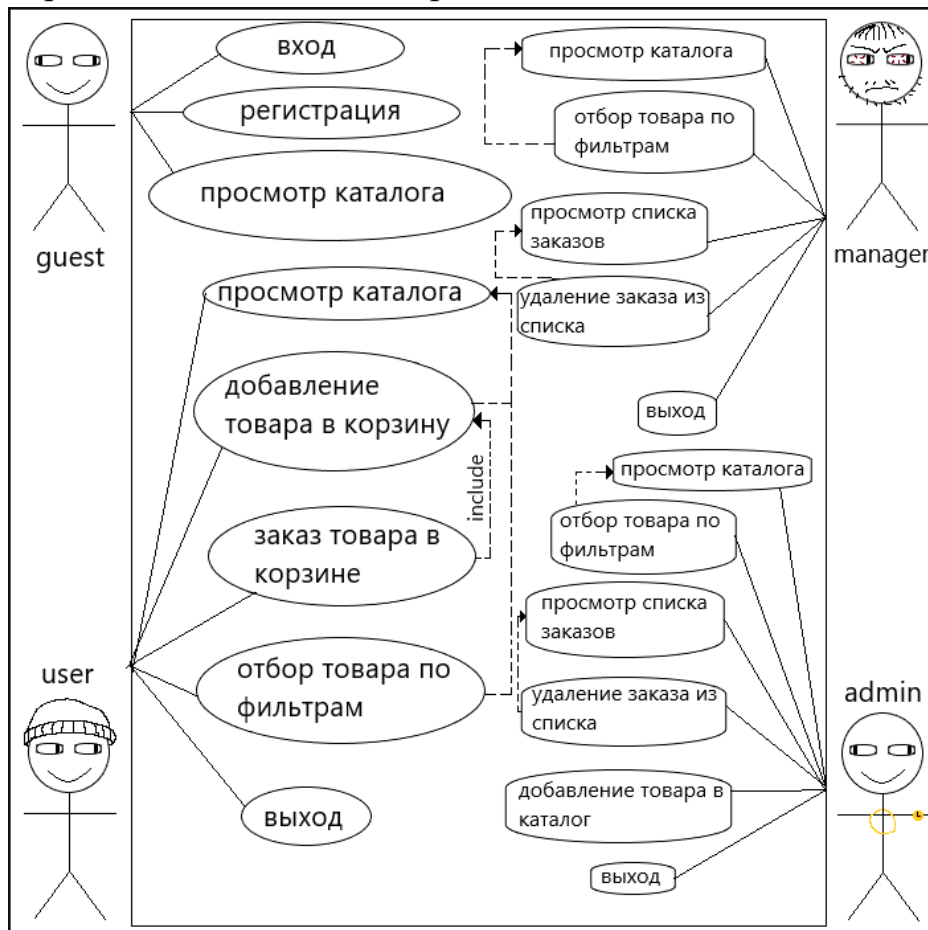 вход
регистрация
просмотр каталога
guest
просмотр каталога
отбор товара по
фильтрам
просмотр списка
заказов
удаление заказа из
списка
выход
manager
просмотр каталога
добавление
товара в корзину
include
заказ товара в
корзине
отбор товара по
фильтрам
выход
user
просмотр каталога
отбор товара по
фильтрам
просмотр списка
заказов
удаление заказа из
списка
добавление товара в
каталог
выход
admin